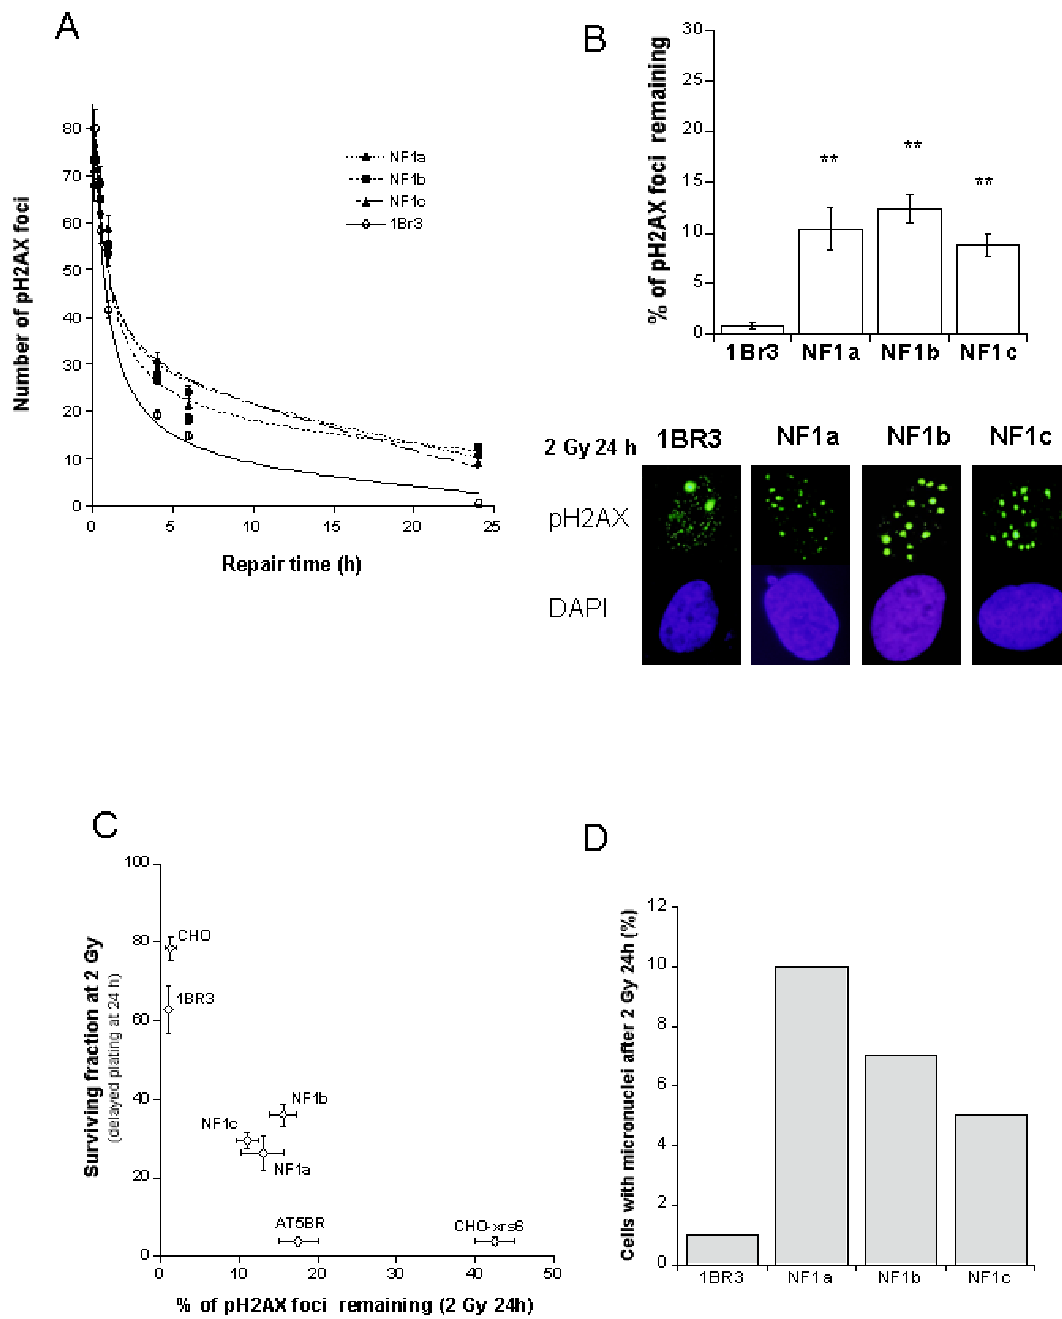 A
Number of pH2AX foci
80
70
60
50
40
30
20
10
0
0 5 10 15 20 25
Repair time (h)
NF1a
NF1b
NF1c
1Br3
B
% of pH2AX foci remaining
30
25
20
15
10
5
0
** ** **
1Br3 NF1a NF1b NF1c
2 Gy 24 h 1BR3 NF1a NF1b NF1c
pH2AX
DAPI
C
Surviving fraction at 2 Gy
(delayed plating at 24 h)
100
80
60
40
20
0
CHO
1BR3
NF1b
NF1c
NF1a
AT5BR
CHO-xrs6
0 10 20 30 40 50
% of pH2AX foci remaining (2 Gy 24h)
D
Cells with micronuclei after 2 Gy 24h (%)
12
10
8
6
4
2
0
1BR3 NF1a NF1b NF1c